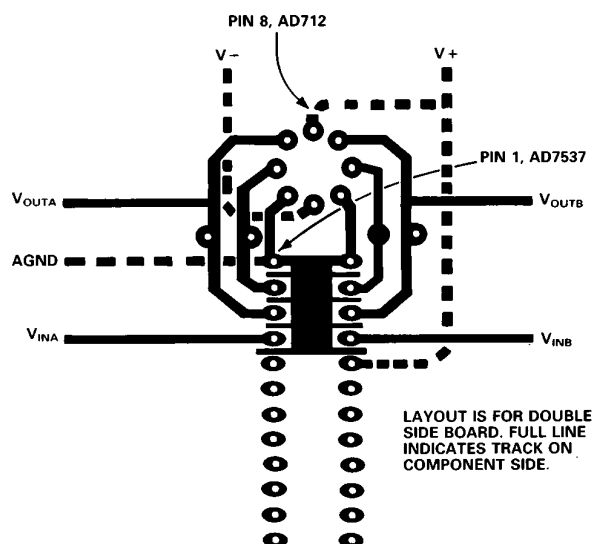 PIN 8, AD712
V–
V+
PIN 1, AD7537
VOUTA
VOUTB
AGND
VINA
VINB
LAYOUT IS FOR DOUBLE
SIDE BOARD. FULL LINE
INDICATES TRACK ON
COMPONENT SIDE.